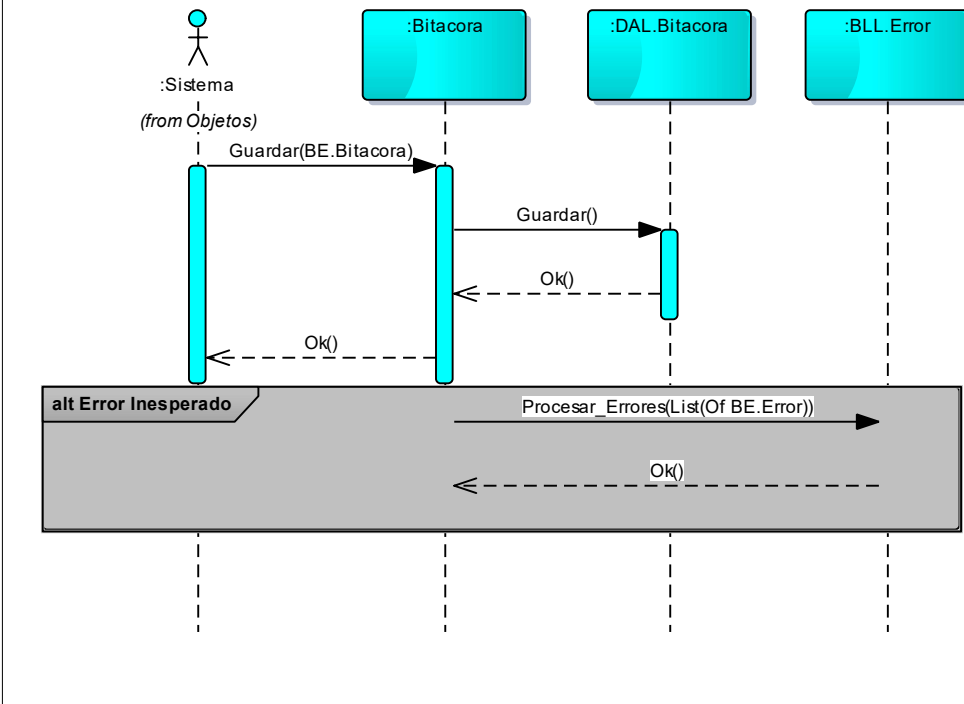 :Sistema
(from Objetos)
:Bitacora
:DAL.Bitacora
:BLL.Error
Guardar(BE.Bitacora)
Guardar()
Ok()
Ok()
alt Error Inesperado
Procesar_Errores(List(Of BE.Error))
Ok()